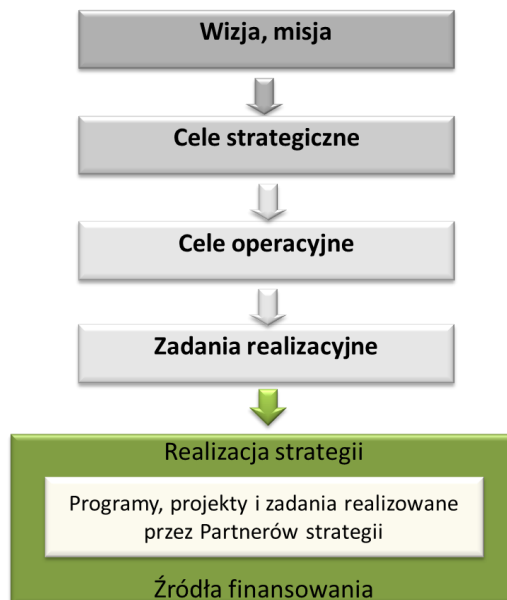 Wizja, misja
Cele strategiczne
Cele operacyjne
Zadania realizacyjne
Realizacja strategii
Programy, projekty i zadania realizowane
przez Partnerów strategii
Źródła finansowania